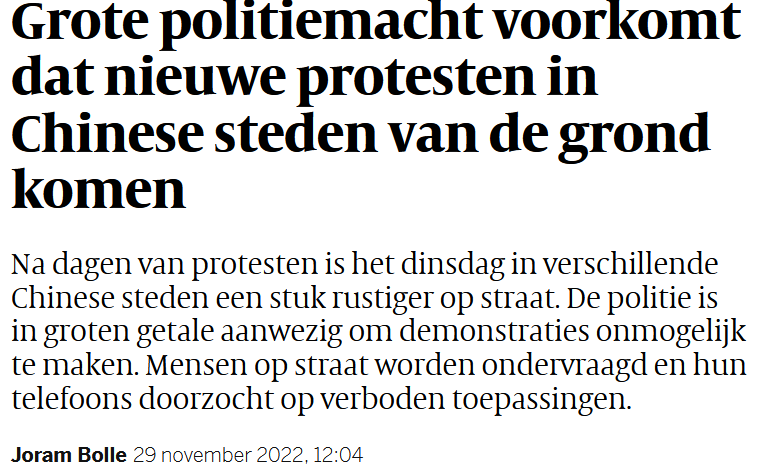 Grote politiemacht voorkomt
dat nieuwe protesten in
Chinese steden van de grond
komen
Na dagen van protesten is het dinsdag in verschillende
Chinese steden een stuk rustiger op straat. De politie is
in groten getale aanwezig om demonstraties onmogelijk
te maken. Mensen op straat worden ondervraagd en hun
telefoons doorzocht op verboden toepassingen.
Joram Bolle 29 november 2022, 12:04